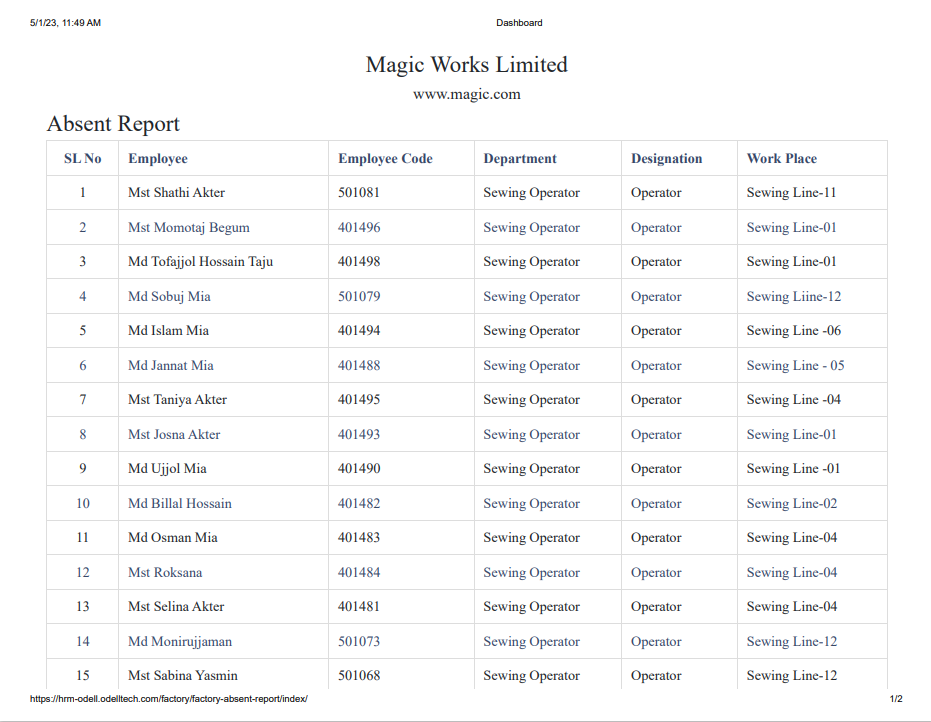 5/1/23, 11:49 AM Dashboard
Magic Works Limited
www.magic.com
Absent Report
SL No Employee Employee Code Department Designation Work Place
1 Mst Shathi Akter 501081 Sewing Operator Operator Sewing Line-11
2 Mst Momotaj Begum 401496 Sewing Operator Operator Sewing Line-01
3 Md Tofajjol Hossain Taju 401498 Sewing Operator Operator Sewing Line-01
4 Md Sobuj Mia 501079 Sewing Operator Operator Sewing Liine-12
5 Md Islam Mia 401494 Sewing Operator Operator Sewing Line -06
6 Md Jannat Mia 401488 Sewing Operator Operator Sewing Line - 05
7 Mst Taniya Akter 401495 Sewing Operator Operator Sewing Line -04
8 Mst Josna Akter 401493 Sewing Operator Operator Sewing Line-01
9 Md Ujjol Mia 401490 Sewing Operator Operator Sewing Line -01
10 Md Billal Hossain 401482 Sewing Operator Operator Sewing Line-02
11 Md Osman Mia 401483 Sewing Operator Operator Sewing Line-04
12 Mst Roksana 401484 Sewing Operator Operator Sewing Line-04
13 Mst Selina Akter 401481 Sewing Operator Operator Sewing Line-04
14 Md Monirujjaman 501073 Sewing Operator Operator Sewing Line-12
15 Mst Sabina Yasmin 501068 Sewing Operator Operator Sewing Line-12
https://hrm-odell.odelltech.com/factory/factory-absent-report/index/ 1/2